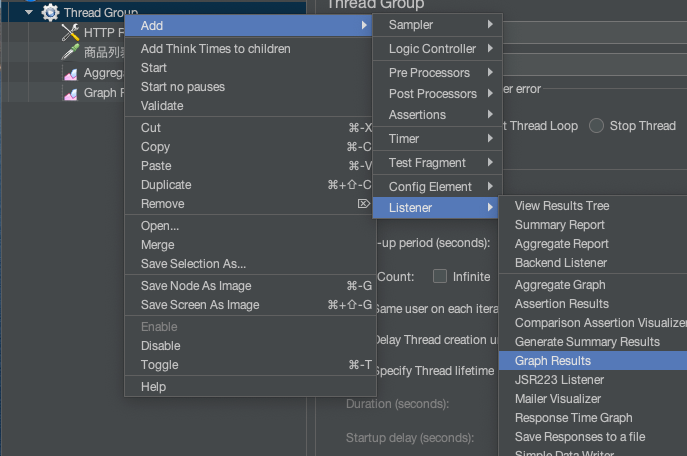 Thread Group
HTTP
商品列表
Aggreg
Graph R
Add
Add Think Times to children
Start
Start no pauses
Validate
Cut ⌘-X
Copy ⌘-C
Paste ⌘-V
Duplicate ⌘+⇧-C
Remove ⌦
Open...
Merge
Save Selection As...
Save Node As Image ⌘-G
Save Screen As Image ⌘+⇧-G
Enable
Disable
Toggle ⌘-T
Help
Sampler
Logic Controller
Pre Processors
Post Processors
Assertions
Timer
Test Fragment
Config Element
Listener
View Results Tree
Summary Report
Aggregate Report
Backend Listener
Aggregate Graph
Assertion Results
Comparison Assertion Visualizer
Generate Summary Results
Graph Results
JSR223 Listener
Mailer Visualizer
Response Time Graph
Save Responses to a file
Simple Data Writer
Thread Group
er error
t Thread Loop Stop Thread
-up period (seconds):
Count: Infinite
Same user on each itera
Delay Thread creation u
Specify Thread lifetime
Duration (seconds):
Startup delay (seconds):